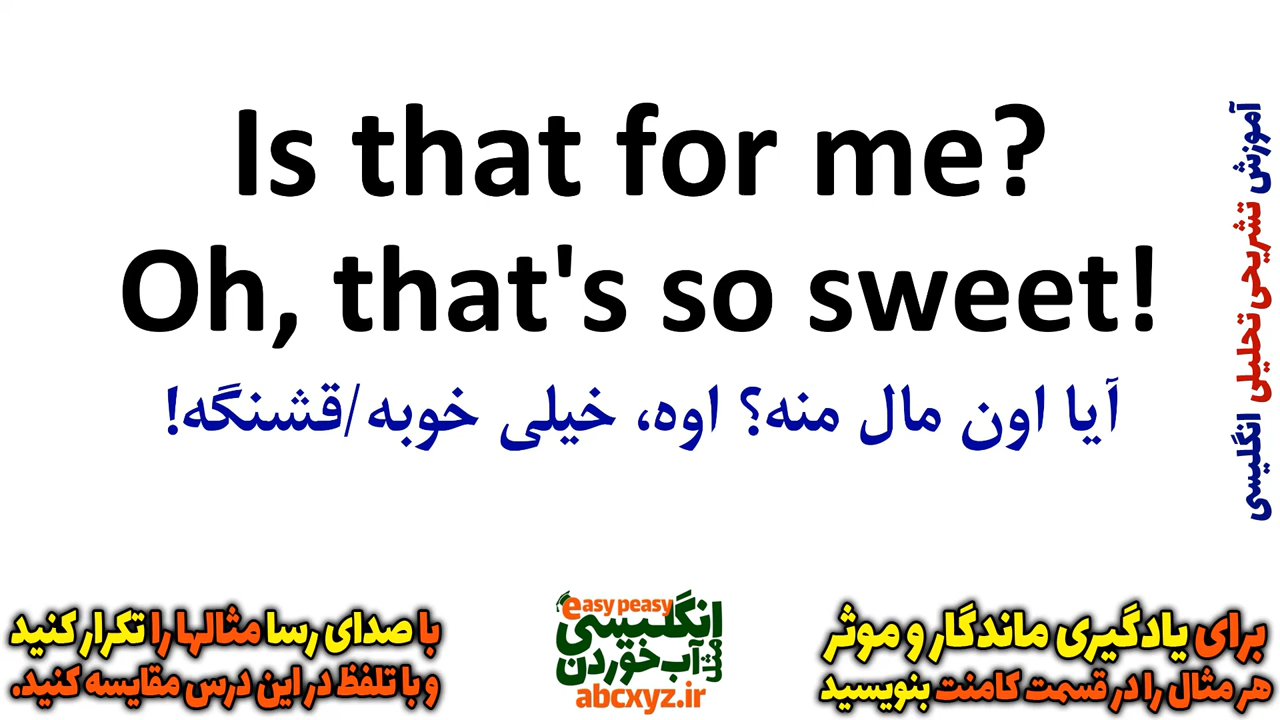 Is that for me?
Oh, that's so sweet!
آیا اون مال منه؟ اوه، خیلی خوبه/قشنگه!
آموزش تشریحی تحلیلی انگلیسی
برای یادگیری ماندگار و موثر
هر مثال را در قسمت کامنت بنویسید
easy peasy
انگلیسی
مثل آب خوردن
abcxyz.ir
با صدای رسا مثالها را تکرار کنید
و با تلفظ در این درس مقایسه کنید.